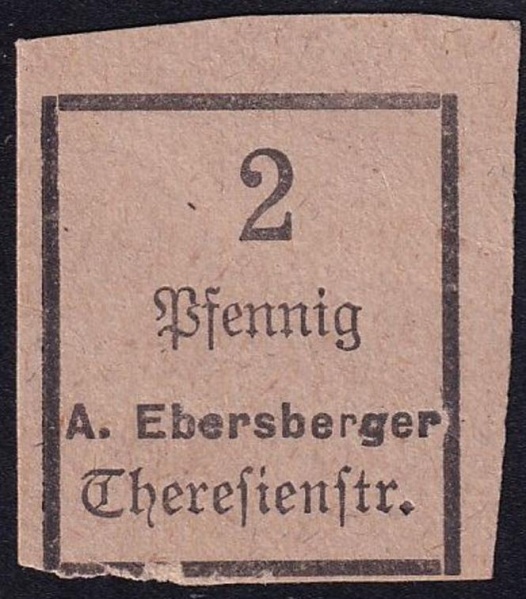 2
Pfennig
A. Ebersberger
Thereſienſtr.